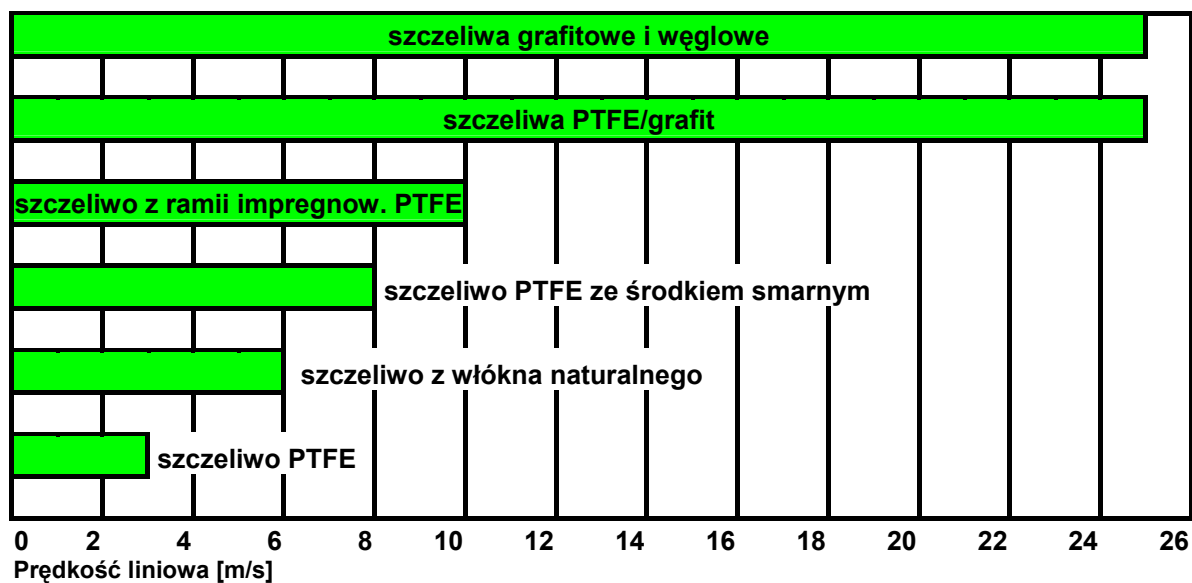 szczeliwa grafitowe i węglowe
szczeliwa PTFE/grafit
szczeliwo z ramii impregnow. PTFE
szczeliwo PTFE ze środkiem smarnym
szczeliwo z włókna naturalnego
szczeliwo PTFE
0 2 4 6 8 10 12 14 16 18 20 22 24 26
Prędkość liniowa [m/s]